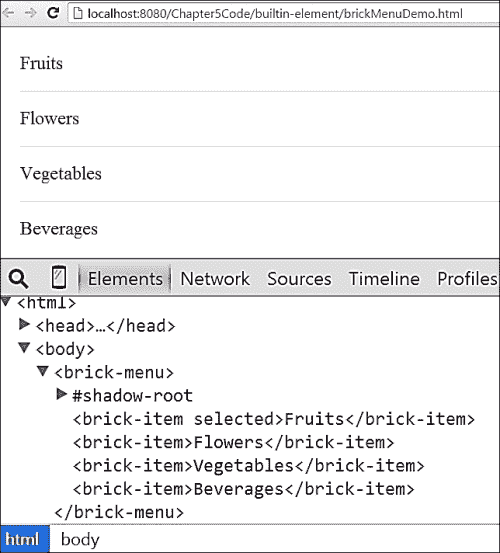 localhost:8080/Chapter5Code/builtin-element/brickMenuDemo.html
Fruits
Flowers
Vegetables
Beverages
Elements Network Sources Timeline Profiles
<html>
<head>…</head>
<body>
<brick-menu>
#shadow-root
<brick-item selected>Fruits</brick-item>
<brick-item>Flowers</brick-item>
<brick-item>Vegetables</brick-item>
<brick-item>Beverages</brick-item>
</brick-menu>
html body